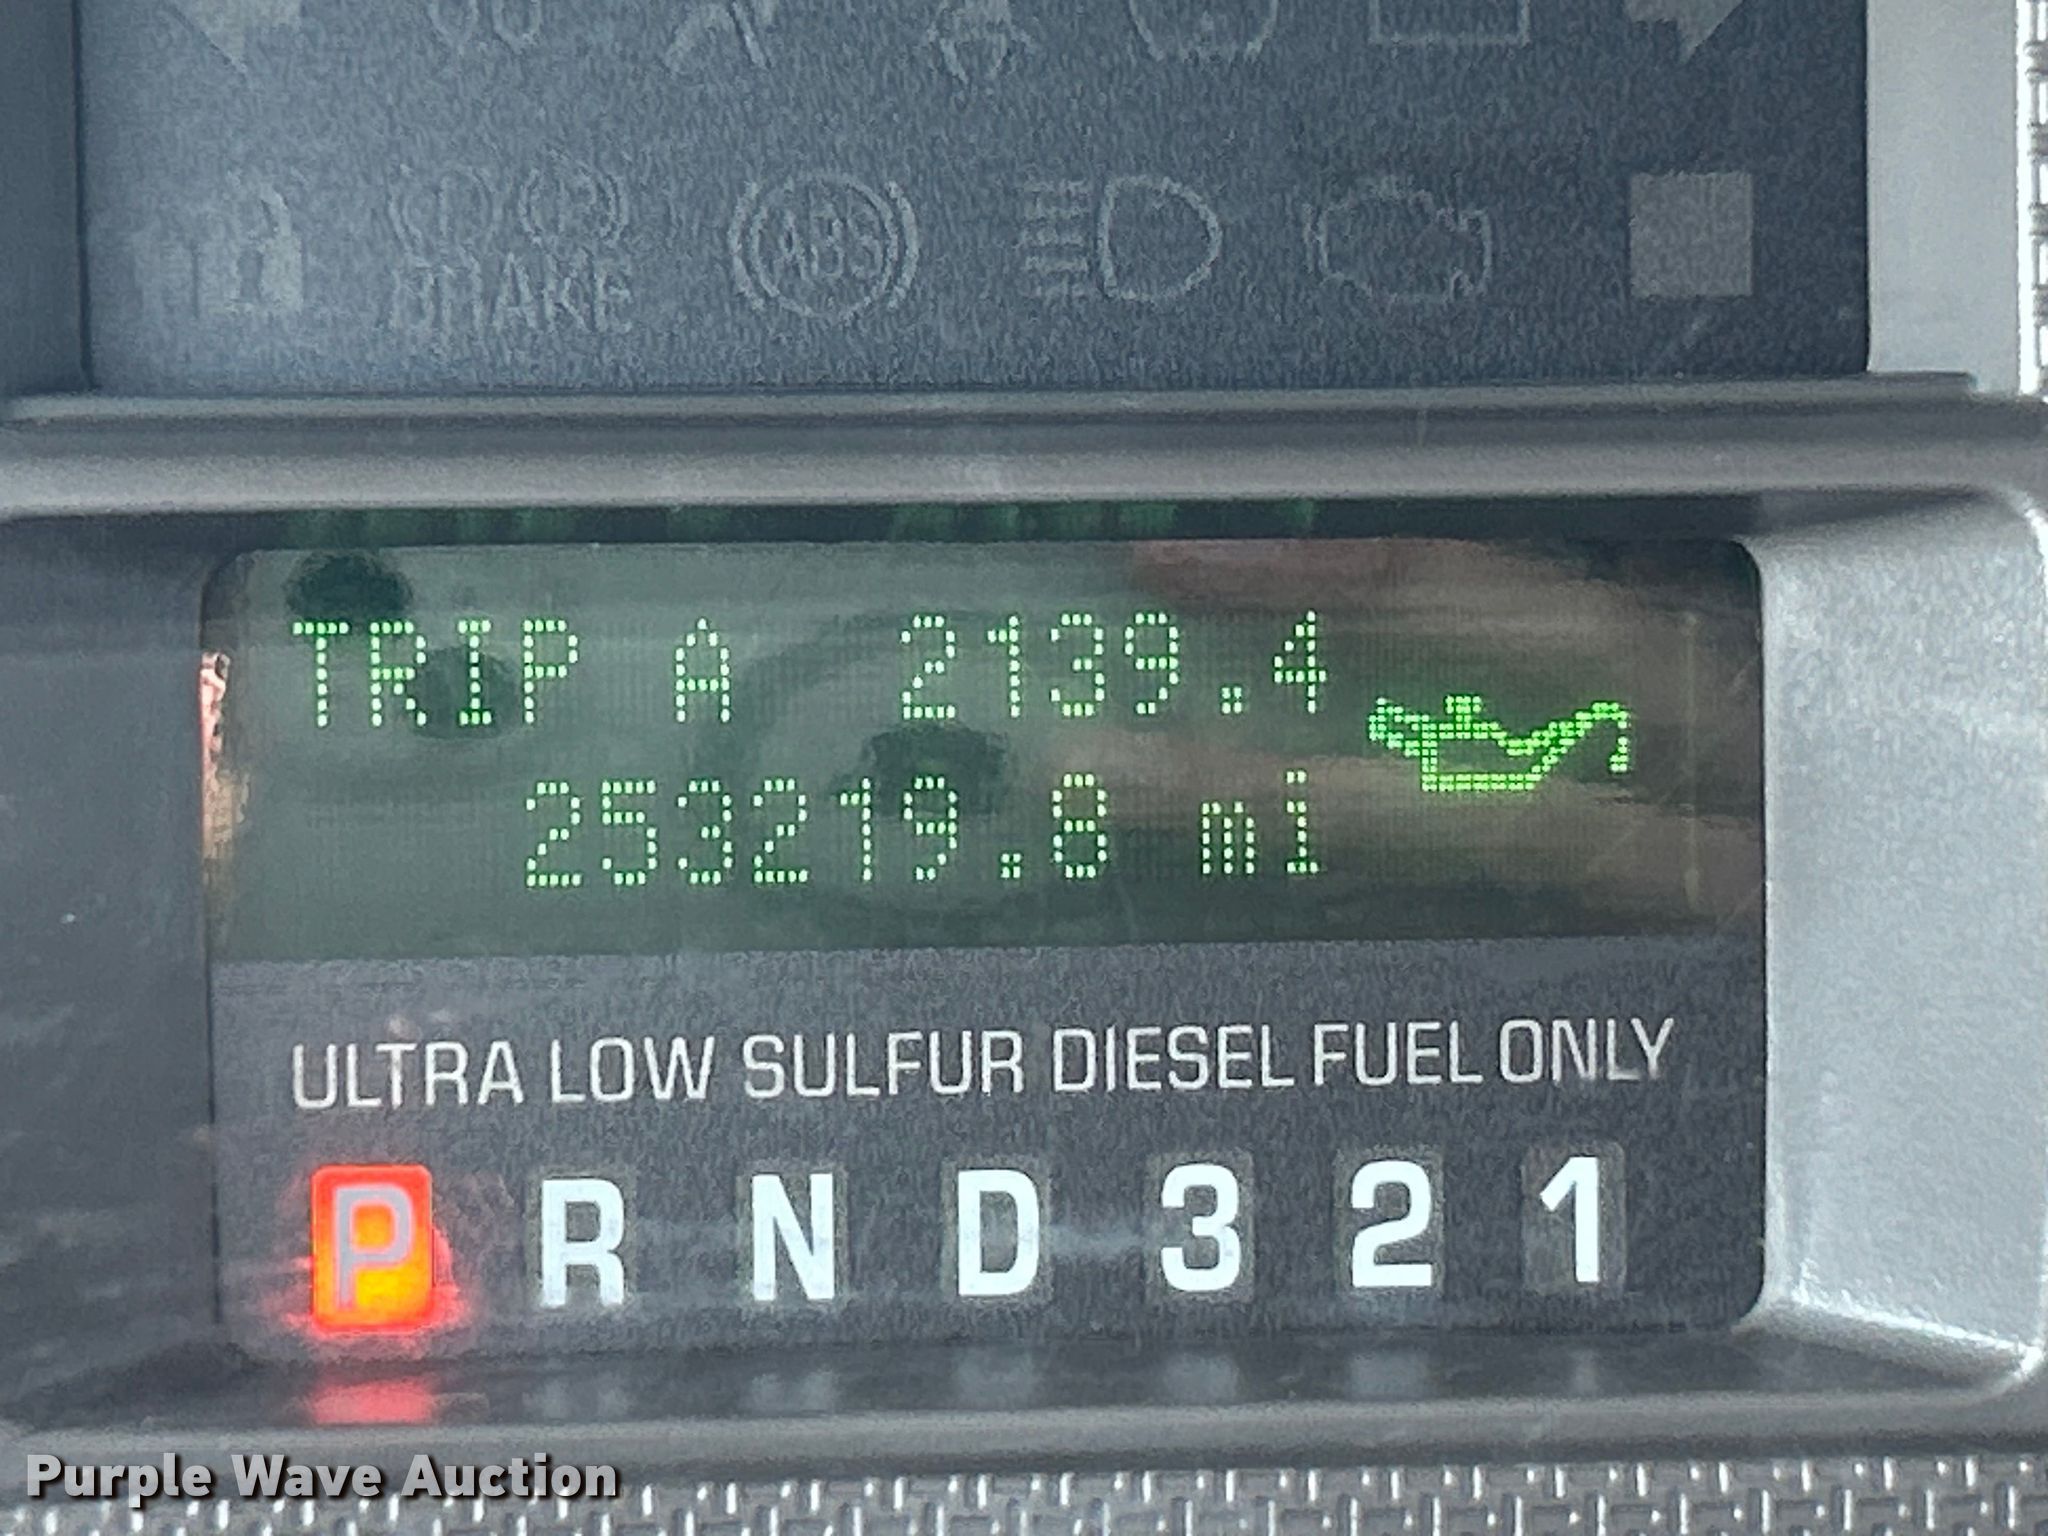 BRAKE ABS
TRIP A 2139.4
253219.8 mi
ULTRA LOW SULFUR DIESEL FUEL ONLY
P R N D 3 2 1
Purple Wave Auction